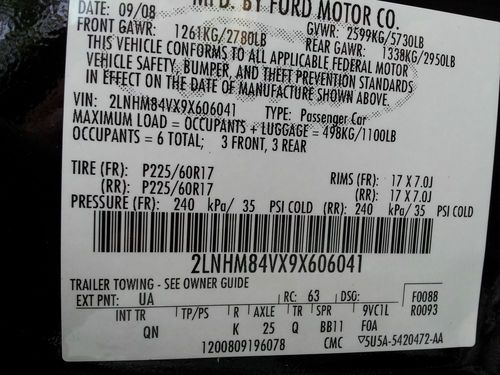 DATE: 09/08 MFD. BY FORD MOTOR CO.
FRONT GAWR: 1261KG/2780LB GVWR: 2599KG/5730LB
REAR GAWR: 1338KG/2950LB
THIS VEHICLE CONFORMS TO ALL APPLICABLE FEDERAL MOTOR
VEHICLE SAFETY, BUMPER, AND THEFT PREVENTION STANDARDS
IN EFFECT ON THE DATE OF MANUFACTURE SHOWN ABOVE.
VIN: 2LNHM84VX9X606041 TYPE: Passenger Car
MAXIMUM LOAD = OCCUPANTS + LUGGAGE = 498KG/1100LB
OCCUPANTS = 6 TOTAL; 3 FRONT, 3 REAR
TIRE (FR): P225/60R17 RIMS (FR): 17 X 7.0J
(RR): P225/60R17 (RR): 17 X 7.0J
PRESSURE (FR): 240 kPa/ 35 PSI COLD (RR): 240 kPa/ 35 PSI COLD
2LNHM84VX9X606041
TRAILER TOWING - SEE OWNER GUIDE
EXT PNT: UA RC: 63 DSO: F0088
INT TR TP/PS R AXLE TR SPR 9VC1L R0093
QN K 25 Q BB11 FOA
1200809196078 CMC ▽5U5A-5420472-AA